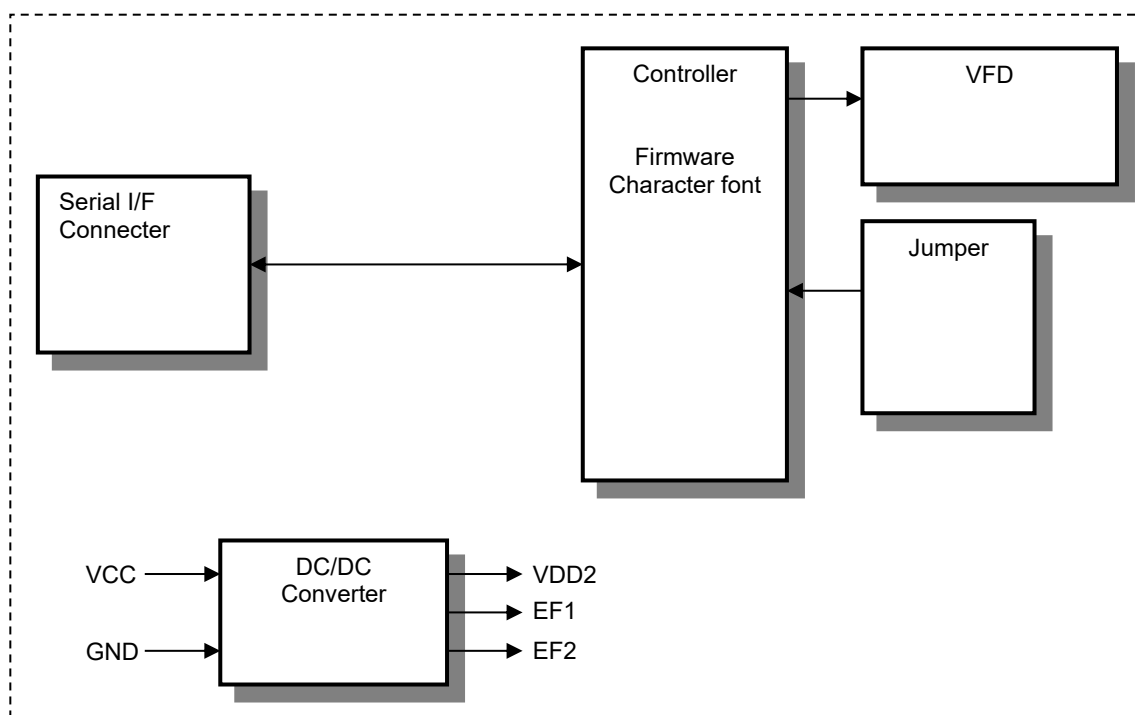 Controller
Firmware
Character font
VFD
Serial I/F
Connecter
Jumper
DC/DC
Converter
VCC
GND
VDD2
EF1
EF2